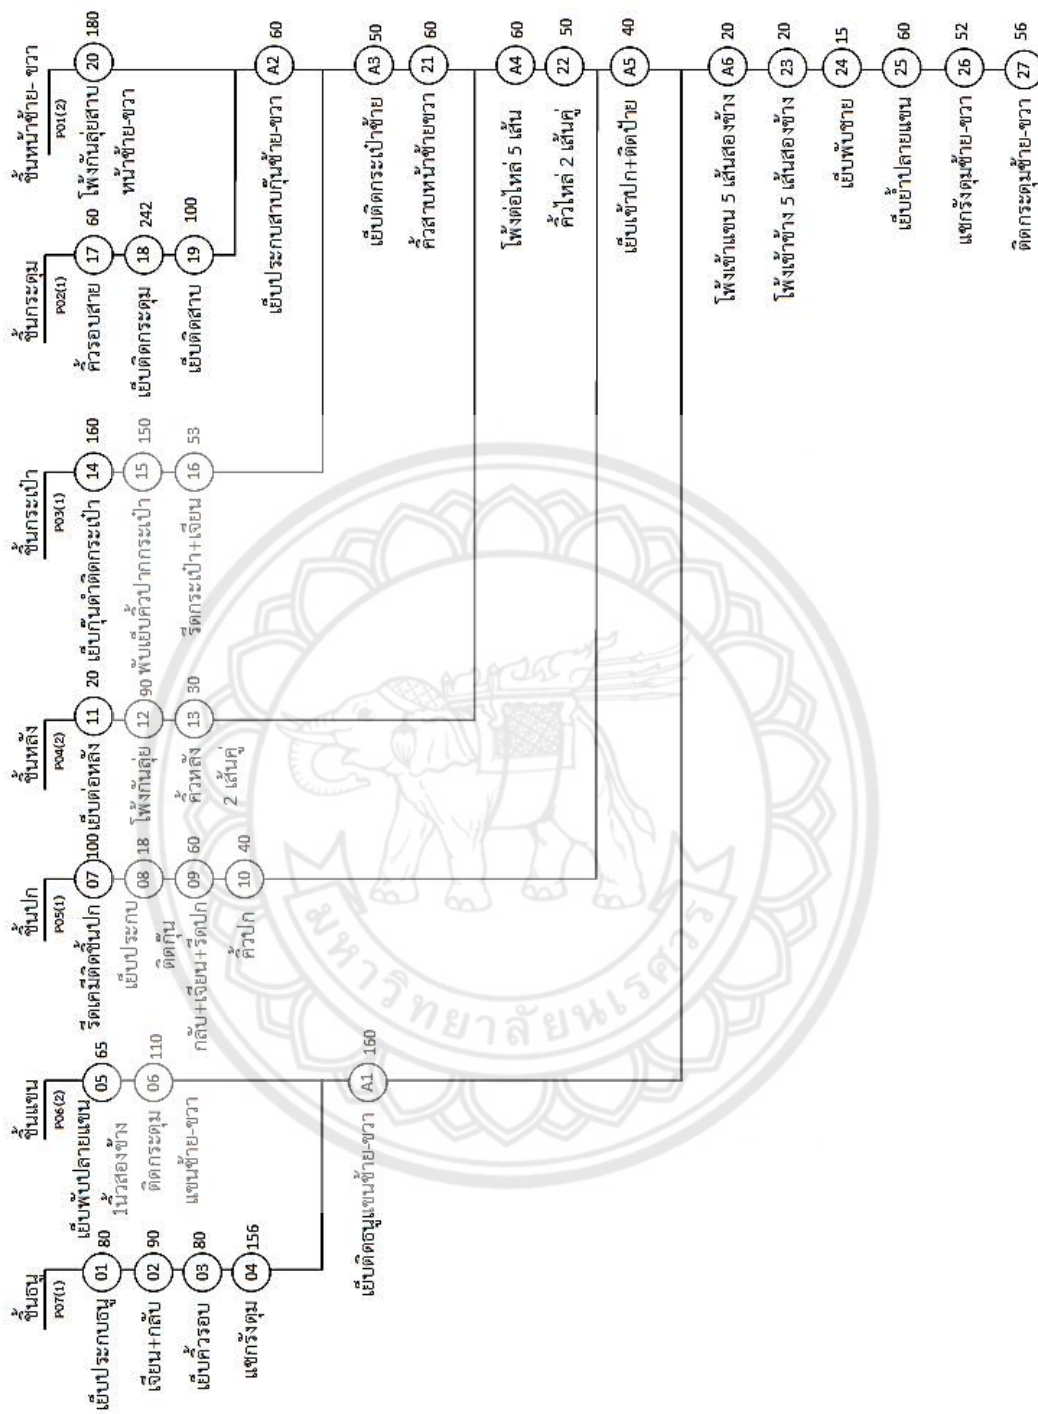 ชิ้นธนู
P07(1)
01 80
เย็บประกบธนู
02 90
เจียน+กลับ
03 80
เย็บคิ้วรอบ
04 156
แซกรังดุม
ชิ้นแขน
P06(2)
เย็บพับปลายแขน
05 65
1นิ้วสองข้าง
06 110
ติดกระดุม
แขนซ้าย-ขวา
A1 160
เย็บติดธนูแขนซ้าย-ขวา
ชิ้นปก
P05(1)
รีดเคมีติดชิ้นปก
07 100
08 18
เย็บประกบ
ติดกุ๊น
09 60
กลับ+เจียน+รีดปก
10 40
คิ้วปก
ชิ้นหลัง
P04(2)
เย็บต่อหลัง
11 20
12 90
โพ้งกันลุ่ย
13 30
คิ้วหลัง
2 เส้นคู่
ชิ้นกระเป๋า
P03(1)
เย็บกุ๊นดำติดกระเป๋า
14 160
15 150
พับเย็บคิ้วปากกระเป๋า
16 53
รีดกระเป๋า+เจียน
ชิ้นกระดุม
P02(1)
17 60
คิ้วรอบสาย
18 242
เย็บติดกระดุม
19 100
เย็บติดสาบ
ชิ้นหน้าซ้าย- ขวา
P01(2)
20 180
โพ้งกันลุ่ยสาบ
หน้าซ้าย-ขวา
A2 60
เย็บประกบสาบกุ๊นซ้าย-ขวา
A3 50
เย็บติดกระเป๋าซ้าย
21 60
คิ้วสาบหน้าซ้ายขวา
A4 60
โพ้งต่อไหล่ 5 เส้น
22 50
คิ้วไหล่ 2 เส้นคู่
A5 40
เย็บเข้าปก+ติดป้าย
A6 20
โพ้งเข้าแขน 5 เส้นสองข้าง
23 20
โพ้งเข้าข้าง 5 เส้นสองข้าง
24 15
เย็บพับชาย
25 60
เย็บย้ำปลายแขน
26 52
แซกรังดุมซ้าย-ขวา
27 56
ติดกระดุมซ้าย-ขวา
มหาวิทยาลัยนเรศวร